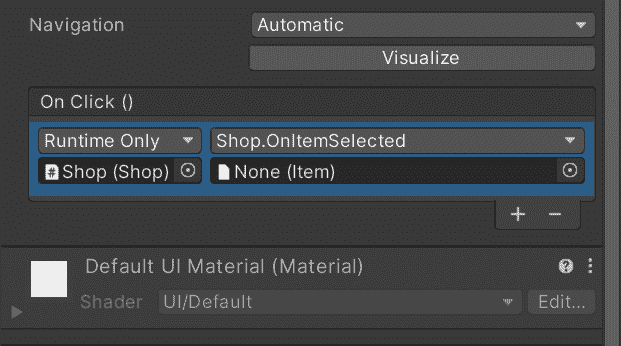 Navigation Automatic
Visualize
On Click ()
Runtime Only Shop.OnItemSelected
# Shop (Shop) None (Item)
+ −
Default UI Material (Material) ?
Shader UI/Default Edit...